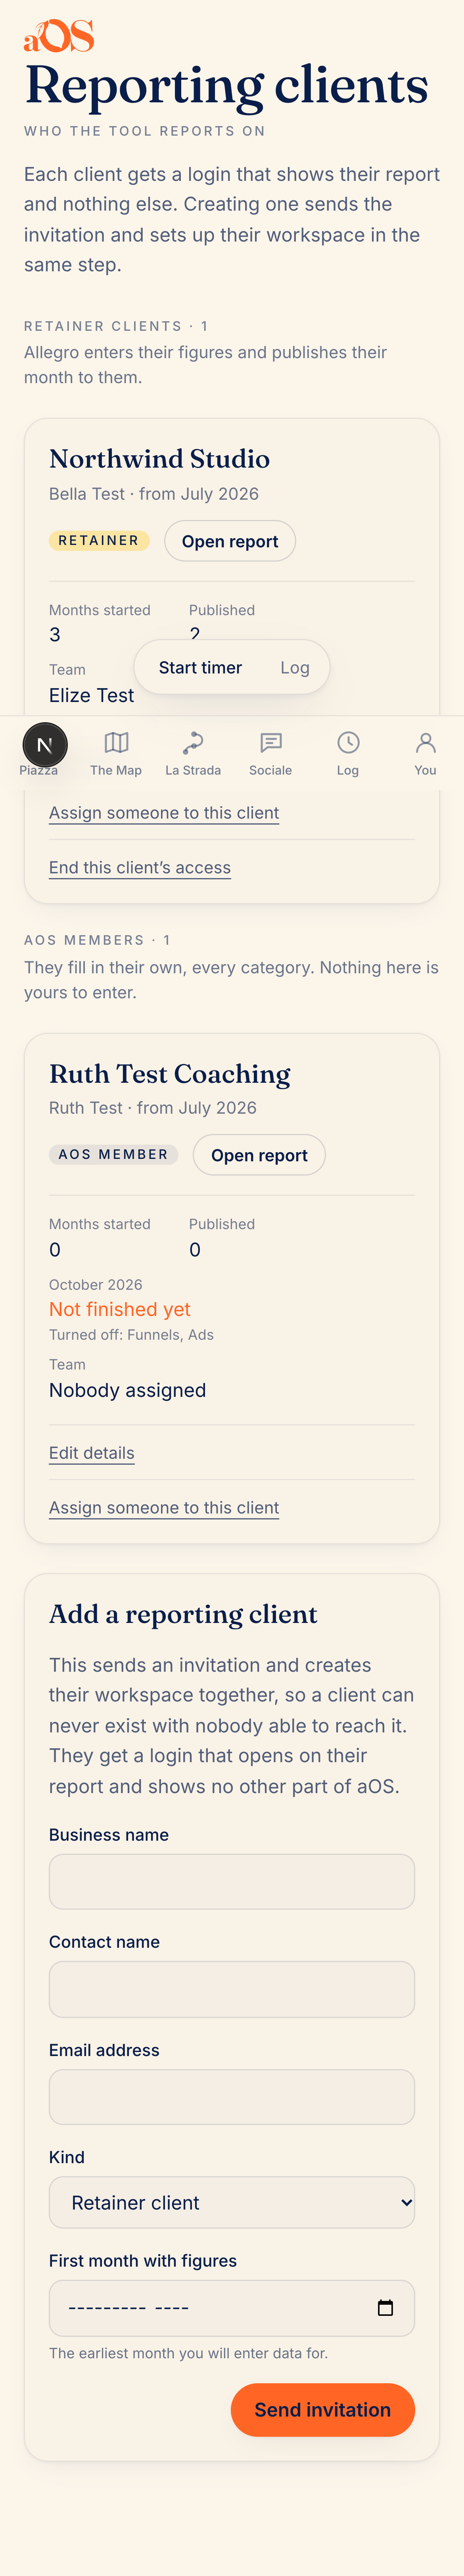 aOS
Reporting clients
WHO THE TOOL REPORTS ON
Each client gets a login that shows their report
and nothing else. Creating one sends the
invitation and sets up their workspace in the
same step.
RETAINER CLIENTS · 1
Allegro enters their figures and publishes their
month to them.
Northwind Studio
Bella Test · from July 2026
RETAINER
Open report
Months started
Published
3
2
Start timer
Log
Team
Elize Test
N
Piazza
The Map
La Strada
Sociale
Log
You
Assign someone to this client
End this client’s access
AOS MEMBERS · 1
They fill in their own, every category. Nothing here is
yours to enter.
Ruth Test Coaching
Ruth Test · from July 2026
AOS MEMBER
Open report
Months started
Published
0
0
October 2026
Not finished yet
Turned off: Funnels, Ads
Team
Nobody assigned
Edit details
Assign someone to this client
Add a reporting client
This sends an invitation and creates
their workspace together, so a client can
never exist with nobody able to reach it.
They get a login that opens on their
report and shows no other part of aOS.
Business name
Contact name
Email address
Kind
Retainer client
First month with figures
--------- ----
The earliest month you will enter data for.
Send invitation